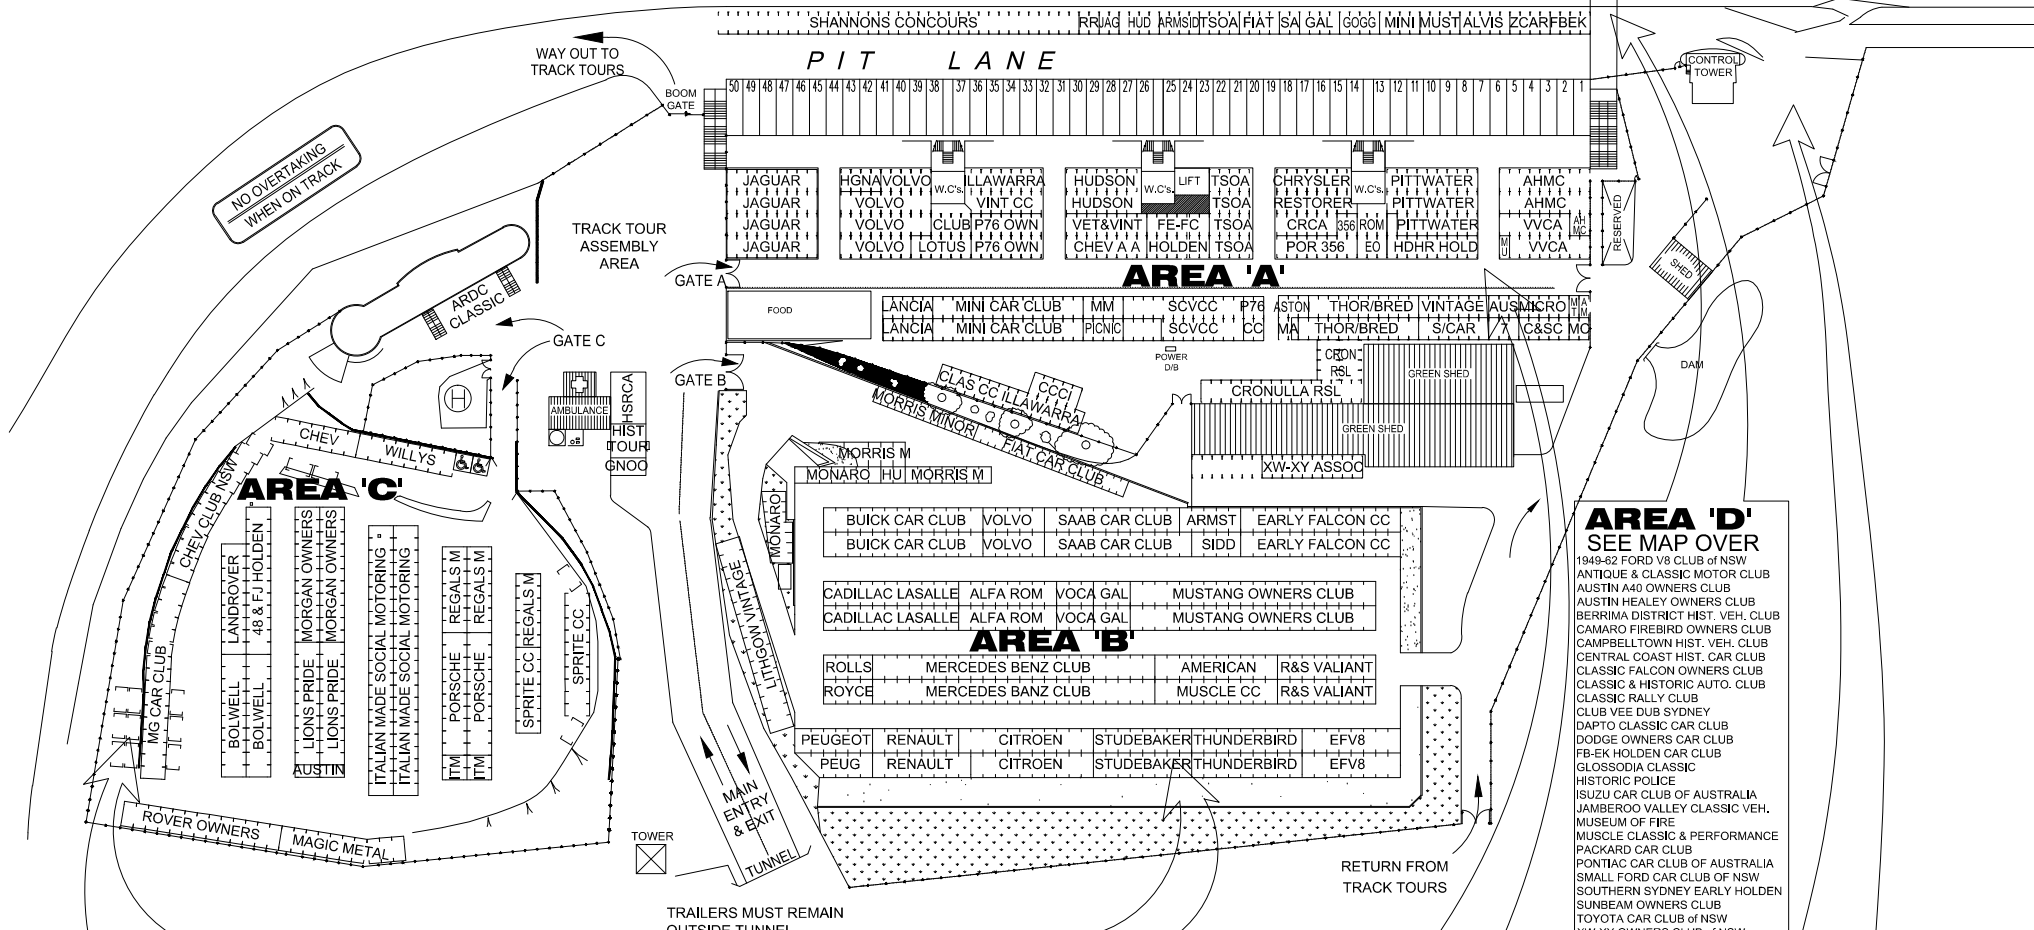 SHANNONS CONCOURS RR JAG HUD ARMSID TSOA FIAT SA GAL GOGG MINI MUST ALVIS ZCAR FBEK
WAY OUT TO
TRACK TOURS
PIT LANE
BOOM
GATE
50 49 48 47 46 45 44 43 42 41 40 39 38 37 36 35 34 33 32 31 30 29 28 27 26 25 24 23 22 21 20 19 18 17 16 15 14 13 12 11 10 9 8 7 6 5 4 3 2 1
CONTROL
TOWER
NO OVERTAKING
WHEN ON TRACK
JAGUAR HGNA VOLVO W.C's. ILLAWARRA HUDSON W.C's. LIFT TSOA CHRYSLER W.C's. PITTWATER AHMC
JAGUAR VOLVO VINT CC HUDSON TSOA RESTORER PITTWATER AHMC
JAGUAR VOLVO CLUB P76 OWN VET&VINT FE-FC TSOA CRCA 356 ROM PITTWATER VVCA AH MC
JAGUAR VOLVO LOTUS P76 OWN CHEV A A HOLDEN TSOA POR 356 EO HDHR HOLD MU VVCA
RESERVED
SHED
DAM
TRACK TOUR
ASSEMBLY
AREA
GATE A
AREA 'A'
ARDC
CLASSIC
GATE C
FOOD
LANCIA MINI CAR CLUB MM SCVCC P76 ASTON THOR/BRED VINTAGE AUS MICRO MT AM
LANCIA MINI CAR CLUB PICNIC SCVCC CC MA THOR/BRED S/CAR 7 C&SC MC
POWER
D/B
GATE B
CRON
RSL
GREEN SHED
CRONULLA RSL
GREEN SHED
XW-XY ASSOC
CLAS CC ILLAWARRA
CCCI
MORRIS MINOR
FIAT CAR CLUB
H
AMBULANCE
HSRCA
HIST
TOUR
GNOO
CHEV
WILLYS
CHEV CLUB NSW
AREA 'C'
MG CAR CLUB
LANDROVER
48 & FJ HOLDEN
BOLWELL
BOLWELL
MORGAN OWNERS
MORGAN OWNERS
LIONS PRIDE
LIONS PRIDE
AUSTIN
ITALIAN MADE SOCIAL MOTORING
ITALIAN MADE SOCIAL MOTORING
REGALS M
REGALS M
PORSCHE
PORSCHE
ITM
ITM
REGALS M
SPRITE CC
SPRITE CC
ROVER OWNERS
MAGIC METAL
MORRIS M
MONARO HU MORRIS M
MONARO
LITHGOW VINTAGE
BUICK CAR CLUB VOLVO SAAB CAR CLUB ARMST EARLY FALCON CC
BUICK CAR CLUB VOLVO SAAB CAR CLUB SIDD EARLY FALCON CC
CADILLAC LASALLE ALFA ROM VOCA GAL MUSTANG OWNERS CLUB
CADILLAC LASALLE ALFA ROM VOCA GAL MUSTANG OWNERS CLUB
AREA 'B'
ROLLS MERCEDES BENZ CLUB AMERICAN R&S VALIANT
ROYCE MERCEDES BANZ CLUB MUSCLE CC R&S VALIANT
PEUGEOT RENAULT CITROEN STUDEBAKER THUNDERBIRD EFV8
PEUG RENAULT CITROEN STUDEBAKER THUNDERBIRD EFV8
MAIN
ENTRY
& EXIT
TUNNEL
TOWER
TRAILERS MUST REMAIN
OUTSIDE TUNNEL
RETURN FROM
TRACK TOURS
AREA 'D'
SEE MAP OVER
1949-62 FORD V8 CLUB of NSW
ANTIQUE & CLASSIC MOTOR CLUB
AUSTIN A40 OWNERS CLUB
AUSTIN HEALEY OWNERS CLUB
BERRIMA DISTRICT HIST. VEH. CLUB
CAMARO FIREBIRD OWNERS CLUB
CAMPBELLTOWN HIST. VEH. CLUB
CENTRAL COAST HIST. CAR CLUB
CLASSIC FALCON OWNERS CLUB
CLASSIC & HISTORIC AUTO. CLUB
CLASSIC RALLY CLUB
CLUB VEE DUB SYDNEY
DAPTO CLASSIC CAR CLUB
DODGE OWNERS CAR CLUB
FB-EK HOLDEN CAR CLUB
GLOSSODIA CLASSIC
HISTORIC POLICE
ISUZU CAR CLUB OF AUSTRALIA
JAMBEROO VALLEY CLASSIC VEH.
MUSEUM OF FIRE
MUSCLE CLASSIC & PERFORMANCE
PACKARD CAR CLUB
PONTIAC CAR CLUB OF AUSTRALIA
SMALL FORD CAR CLUB OF NSW
SOUTHERN SYDNEY EARLY HOLDEN
SUNBEAM OWNERS CLUB
TOYOTA CAR CLUB of NSW
XW-XY OWNERS CLUB of NSW